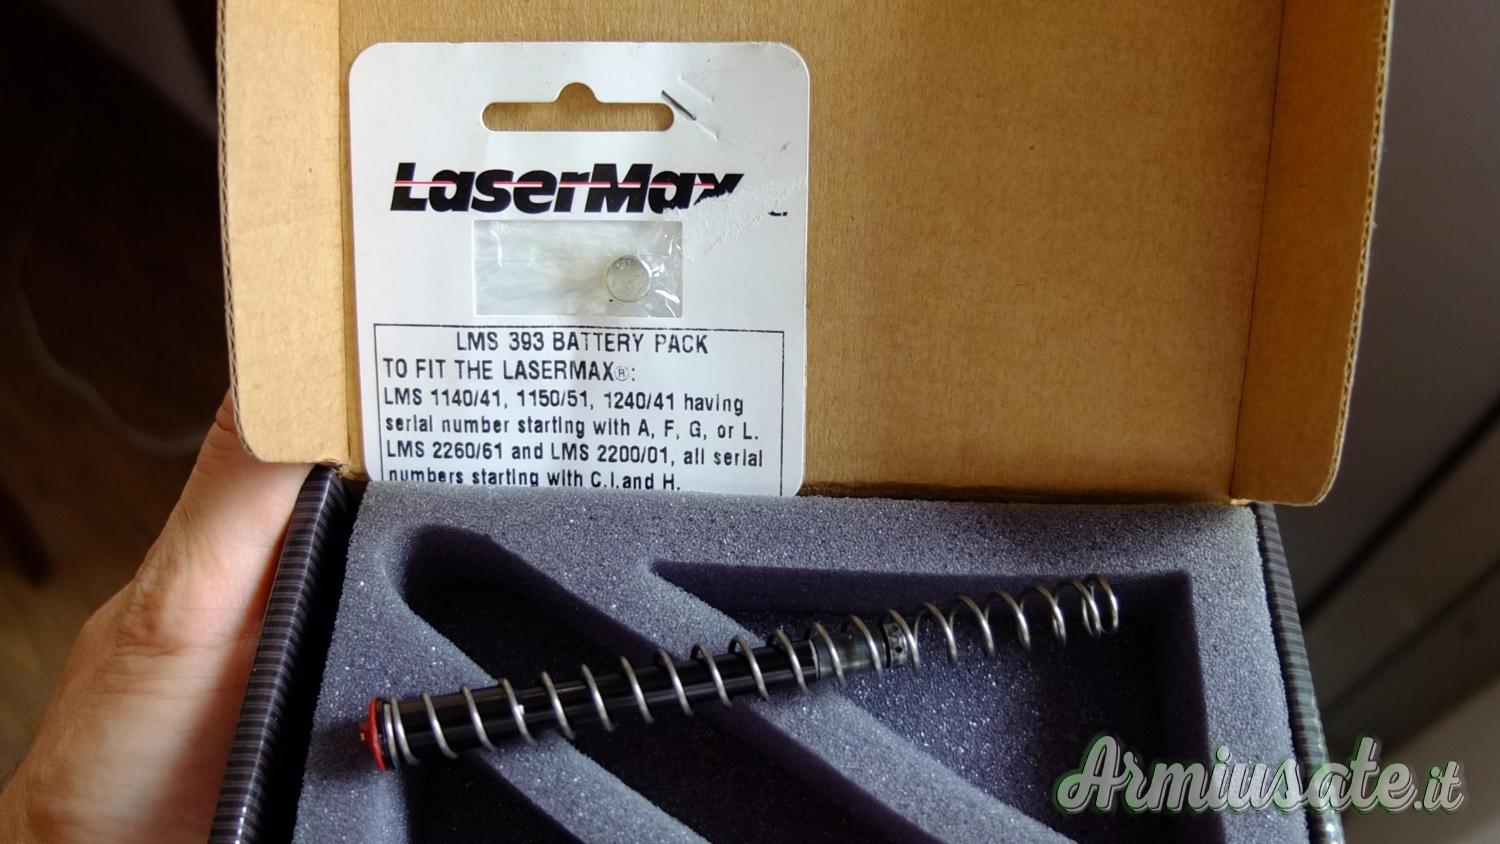 LaserMax
LMS 393 BATTERY PACK
TO FIT THE LASERMAX®:
LMS 1140/41, 1150/51, 1240/41 having
serial number starting with A, F, G, or L.
LMS 2260/61 and LMS 2200/01, all serial
numbers starting with C,I,and H.
Armiusate.it